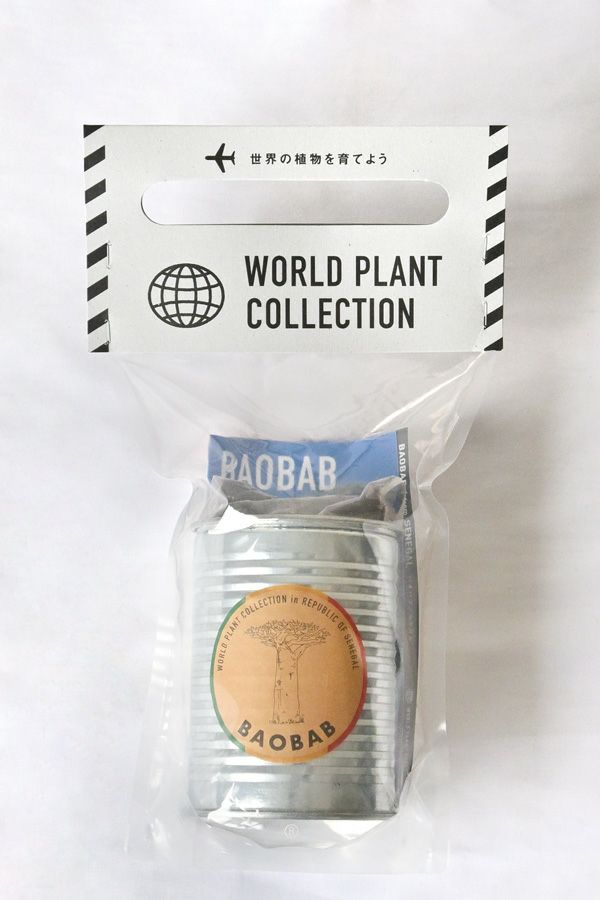 世界の植物を育てよう
WORLD PLANT
COLLECTION
BAOBAB
SENEGAL
WORLD PLANT COLLECTION in REPUBLIC OF SENEGAL
BAOBAB
®